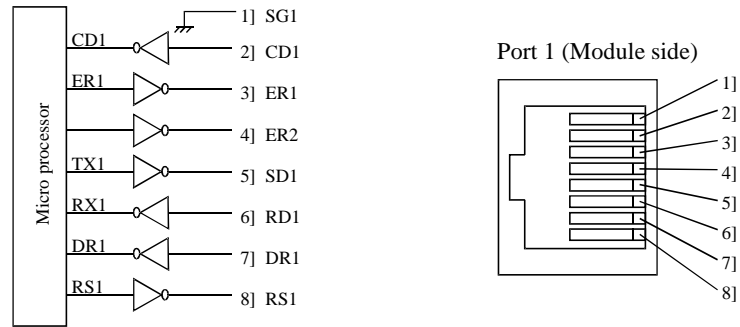 1] SG1
CD1 2] CD1
ER1 3] ER1
4] ER2
TX1 5] SD1
RX1 6] RD1
DR1 7] DR1
RS1 8] RS1
Micro processor
Port 1 (Module side)
1]
2]
3]
4]
5]
6]
7]
8]